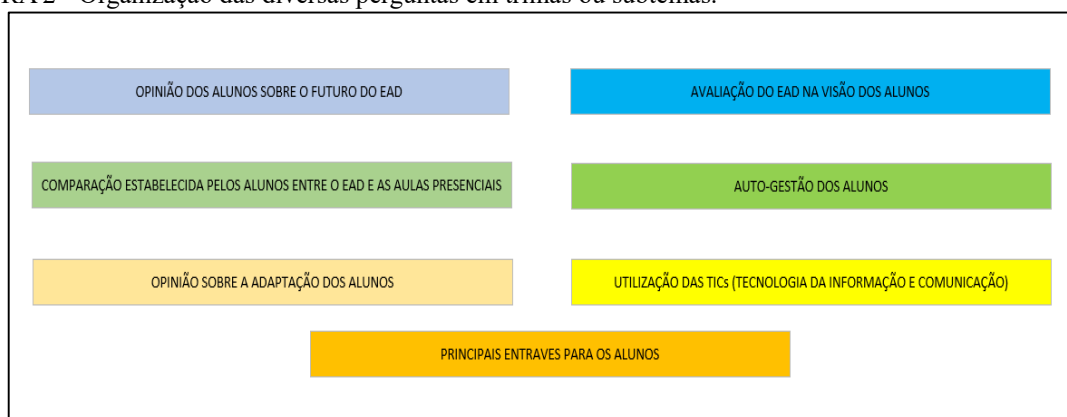 2 - Organização das diversas perguntas em trilhas ou subtemas.
OPINIÃO DOS ALUNOS SOBRE O FUTURO DO EAD
AVALIAÇÃO DO EAD NA VISÃO DOS ALUNOS
COMPARAÇÃO ESTABELECIDA PELOS ALUNOS ENTRE O EAD E AS AULAS PRESENCIAIS
AUTO-GESTÃO DOS ALUNOS
OPINIÃO SOBRE A ADAPTAÇÃO DOS ALUNOS
UTILIZAÇÃO DAS TICs (TECNOLOGIA DA INFORMAÇÃO E COMUNICAÇÃO)
PRINCIPAIS ENTRAVES PARA OS ALUNOS